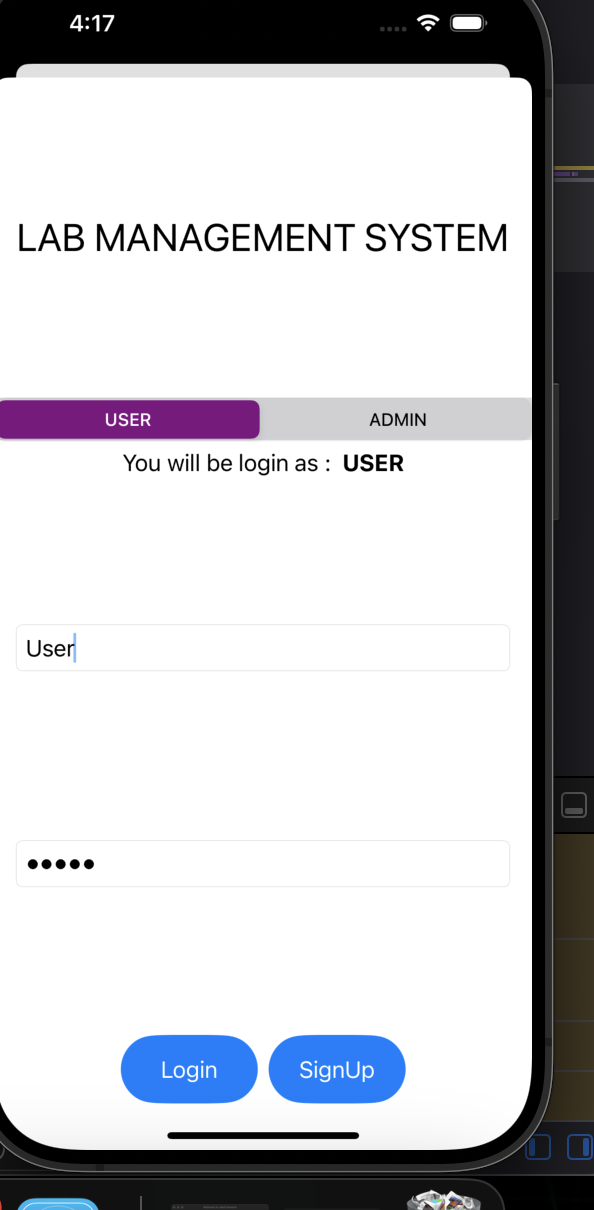 4:17
LAB MANAGEMENT SYSTEM
USER ADMIN
You will be login as : USER
User
•••••
Login SignUp